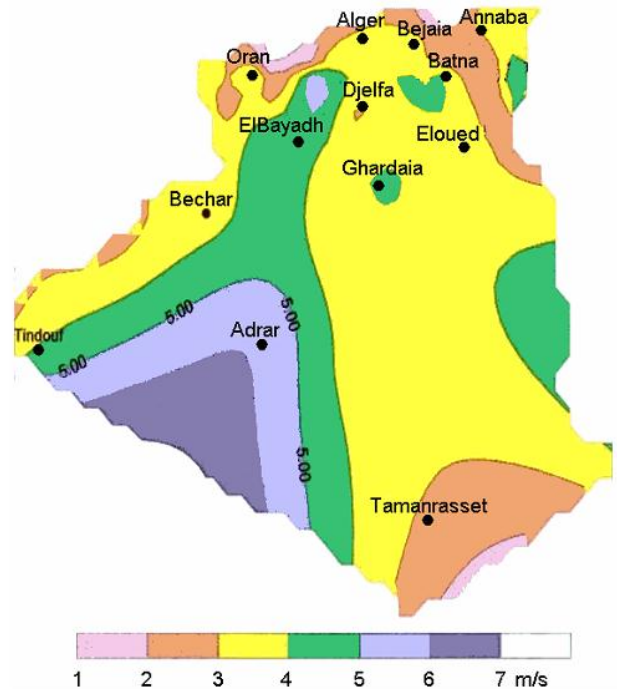 Annaba
Alger
Bejaia
Oran
Batna
Djelfa
ElBayadh
Eloued
Ghardaia
Bechar
5.00
5.00
Adrar
Tindouf
5.00
5.00
Tamanrasset
1 2 3 4 5 6 7 m/s